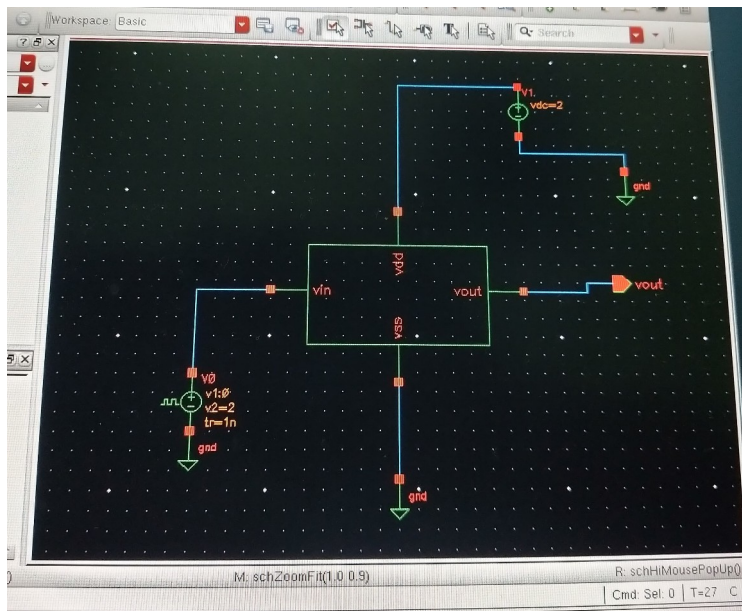 Workspace: Basic
Search
V1.
vdc=2
gnd
vdd
vin
vout
vout
vss
V0
v1:0
v2=2
tr=1n
gnd
gnd
M: schZoomFit(1.0 0.9)
R: schHiMousePopUp()
Cmd: Sel: 0
T=27
C